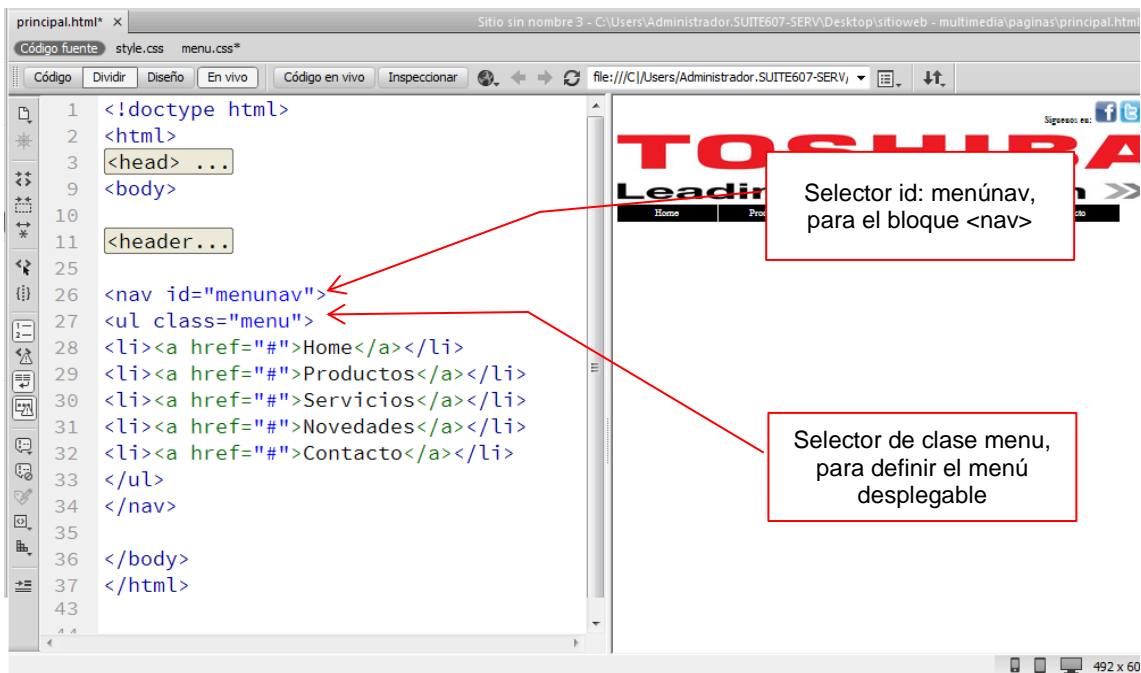 principal.html* ×
Sitio sin nombre 3 - C:\Users\Administrador.SUITE607-SERV\Desktop\sitioweb - multimedia\paginas\principal.html
Código fuente style.css menu.css*
Código Dividir Diseño En vivo Código en vivo Inspeccionar file:///C|/Users/Administrador.SUITE607-SERV/
1 <!doctype html>
2 <html>
3 <head> ...
9 <body>
10
11 <header...
25
26 <nav id="menunav">
27 <ul class="menu">
28 <li><a href="#">Home</a></li>
29 <li><a href="#">Productos</a></li>
30 <li><a href="#">Servicios</a></li>
31 <li><a href="#">Novedades</a></li>
32 <li><a href="#">Contacto</a></li>
33 </ul>
34 </nav>
35
36 </body>
37 </html>
43
44
Siguenos en:
TOSHIBA
Home
Selector id: menúnav,
para el bloque <nav>
Selector de clase menu,
para definir el menú
desplegable
492 x 60